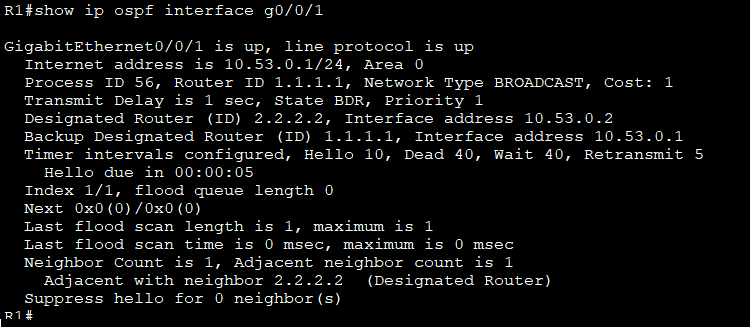 R1#show ip ospf interface g0/0/1
GigabitEthernet0/0/1 is up, line protocol is up
Internet address is 10.53.0.1/24, Area 0
Process ID 56, Router ID 1.1.1.1, Network Type BROADCAST, Cost: 1
Transmit Delay is 1 sec, State BDR, Priority 1
Designated Router (ID) 2.2.2.2, Interface address 10.53.0.2
Backup Designated Router (ID) 1.1.1.1, Interface address 10.53.0.1
Timer intervals configured, Hello 10, Dead 40, Wait 40, Retransmit 5
Hello due in 00:00:05
Index 1/1, flood queue length 0
Next 0x0(0)/0x0(0)
Last flood scan length is 1, maximum is 1
Last flood scan time is 0 msec, maximum is 0 msec
Neighbor Count is 1, Adjacent neighbor count is 1
Adjacent with neighbor 2.2.2.2  (Designated Router)
Suppress hello for 0 neighbor(s)
R1#